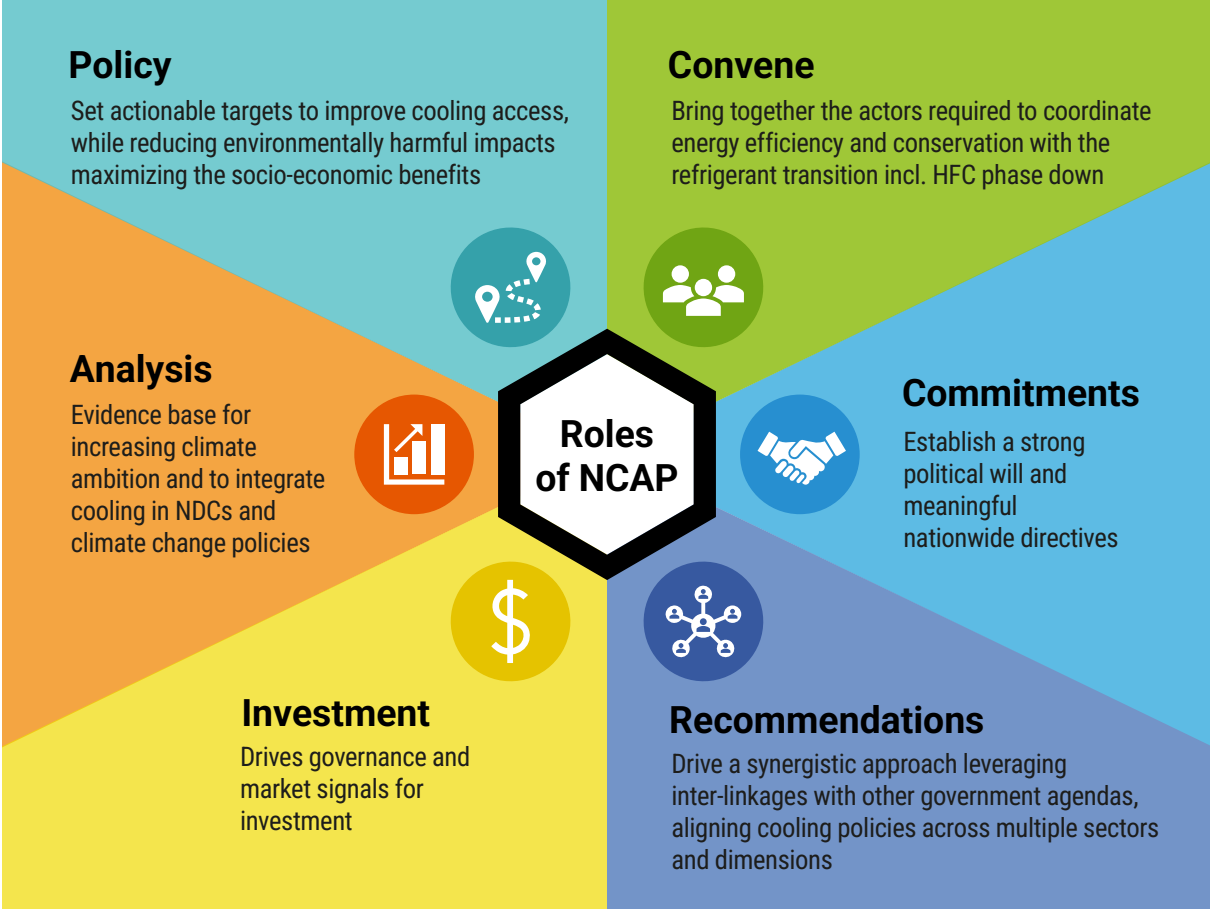 Policy
Set actionable targets to improve cooling access,
while reducing environmentally harmful impacts
maximizing the socio-economic benefits
Convene
Bring together the actors required to coordinate
energy efficiency and conservation with the
refrigerant transition incl. HFC phase down
Analysis
Evidence base for
increasing climate
ambition and to integrate
cooling in NDCs and
climate change policies
Roles
of NCAP
Commitments
Establish a strong
political will and
meaningful
nationwide directives
Investment
Drives governance and
market signals for
investment
Recommendations
Drive a synergistic approach leveraging
inter-linkages with other government agendas,
aligning cooling policies across multiple sectors
and dimensions